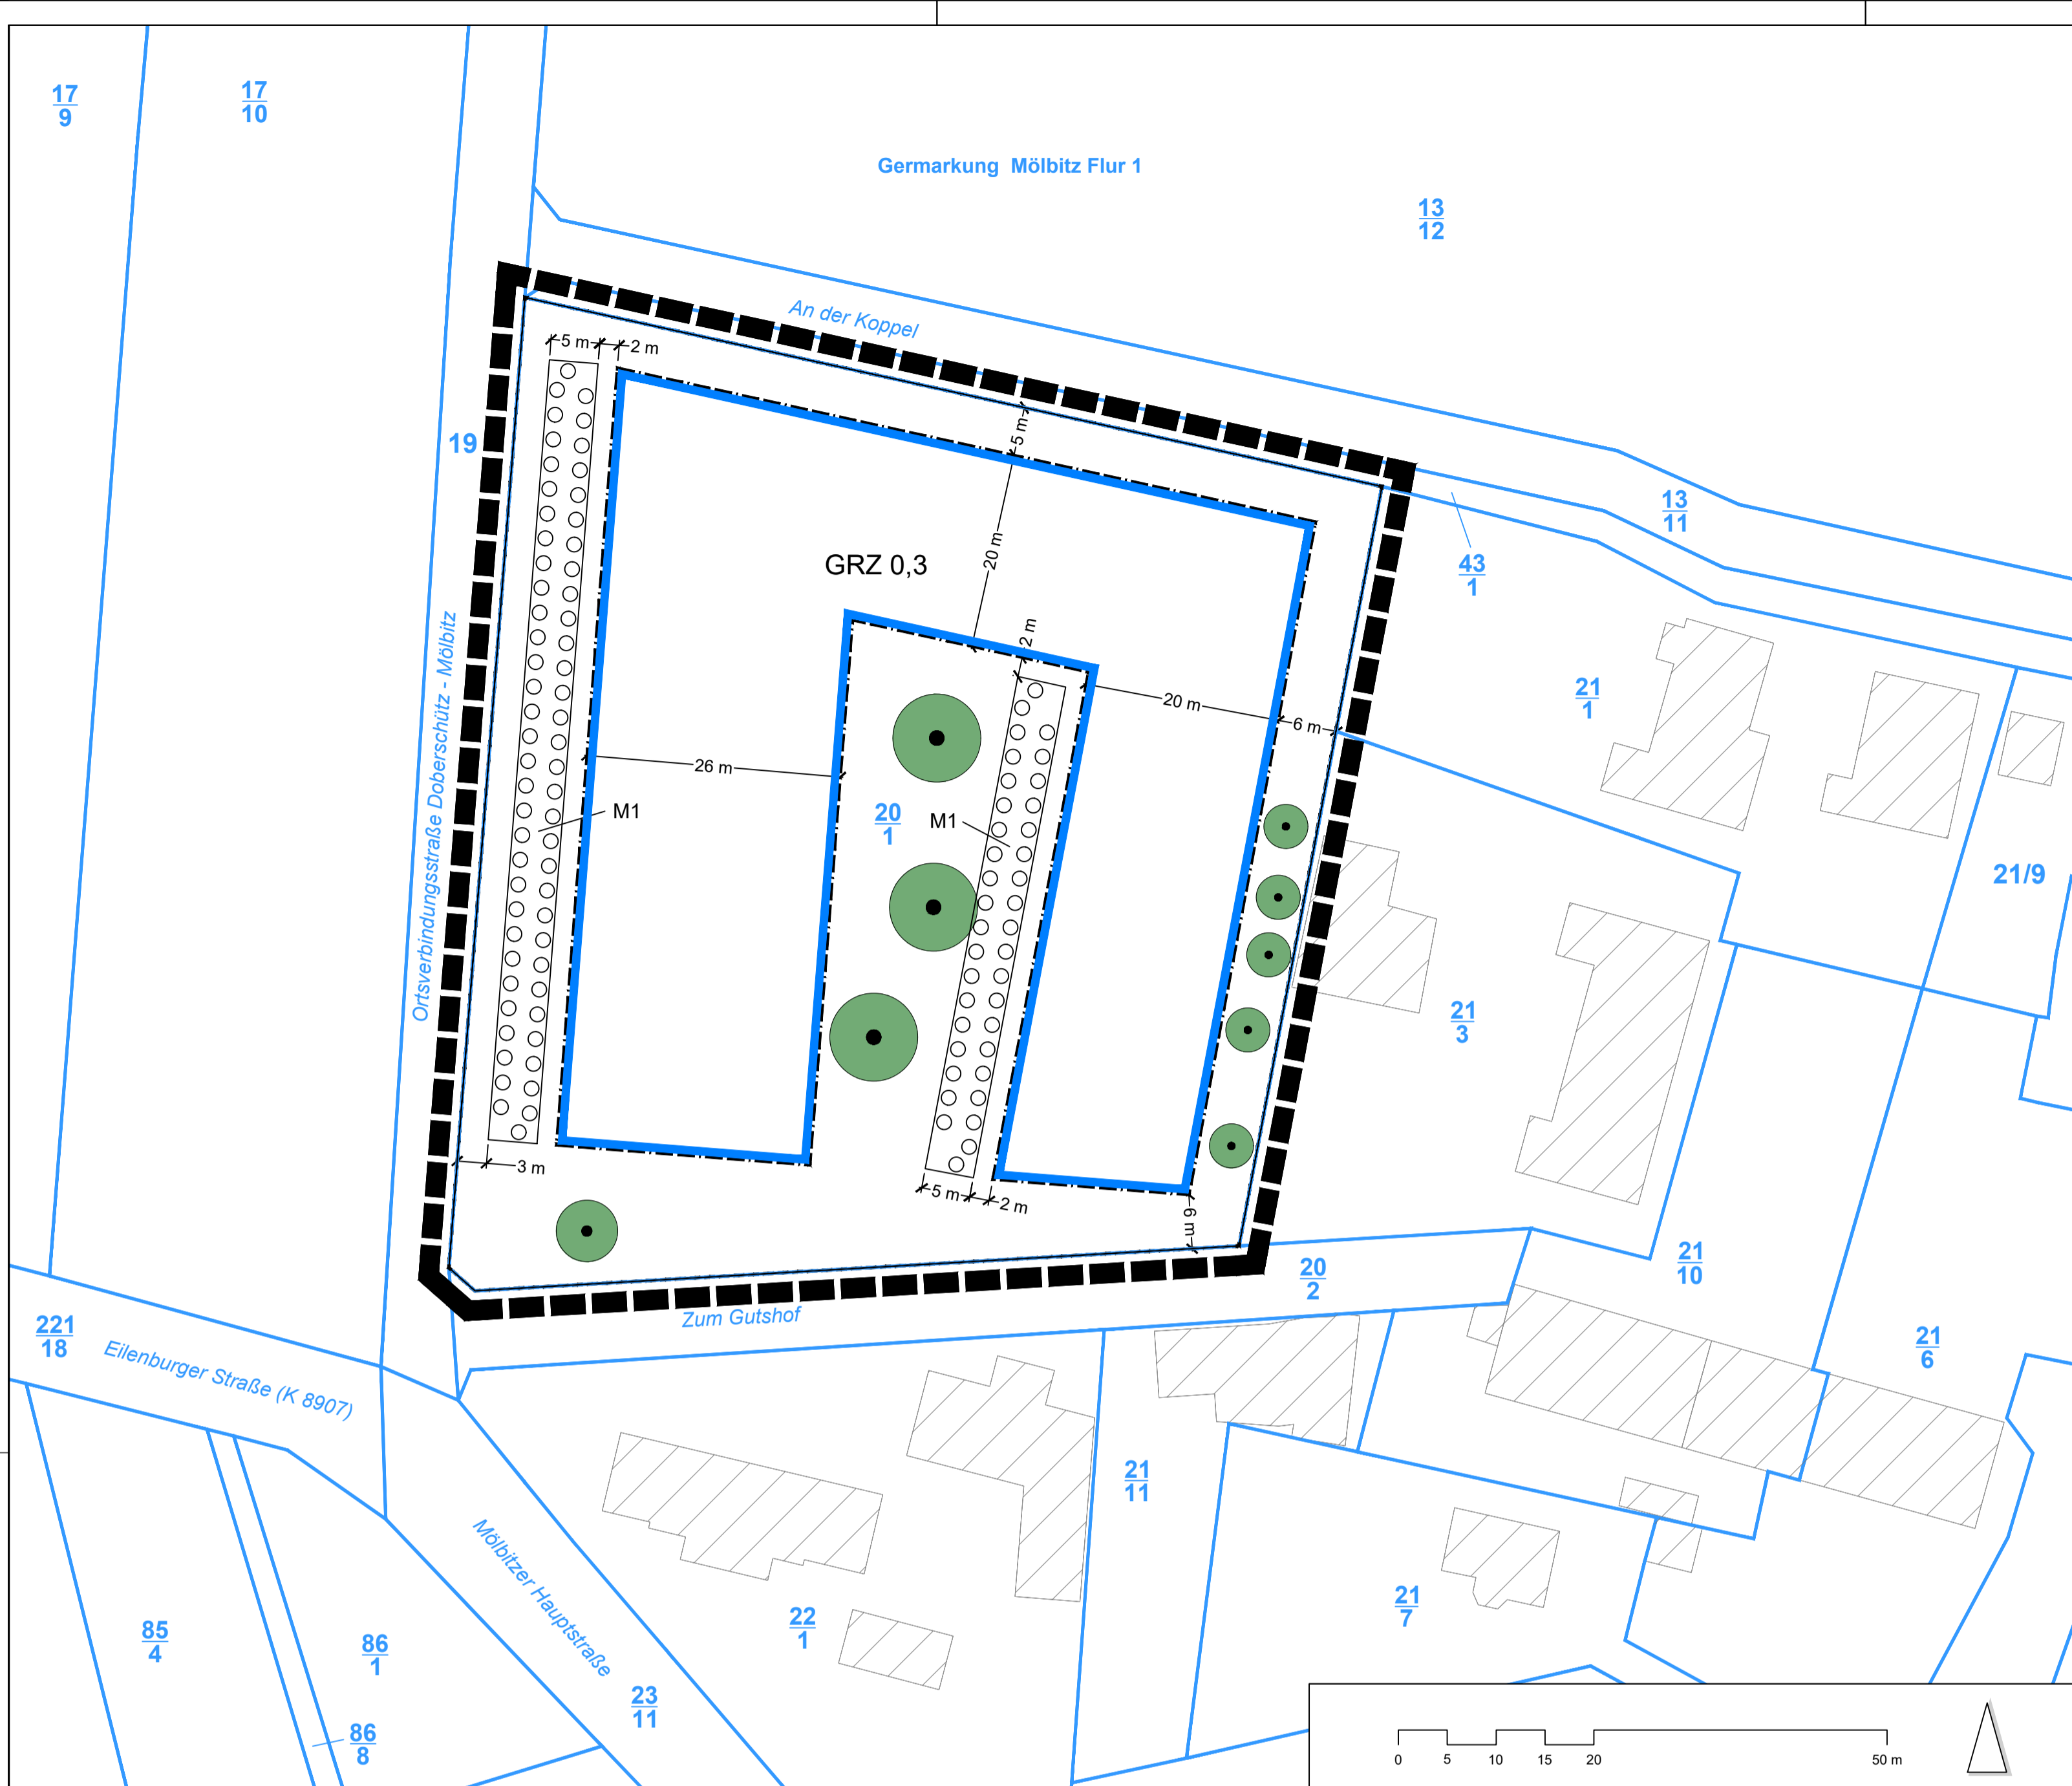 17
9
17
10
Germarkung Mölbitz Flur 1
13
12
An der Koppel
5 m
2 m
5 m
19
13
11
43
1
GRZ 0,3
20 m
2 m
21
1
20 m
6 m
26 m
Ortsverbindungsstraße Doberschütz - Mölbitz
M1
20
1
M1
21/9
21
3
3 m
5 m
2 m
6 m
20
2
21
10
Zum Gutshof
221
18
Eilenburger Straße (K 8907)
21
6
21
11
Mölbitzer Hauptstraße
22
1
21
7
85
4
86
1
23
11
86
8
0 5 10 15 20 50 m